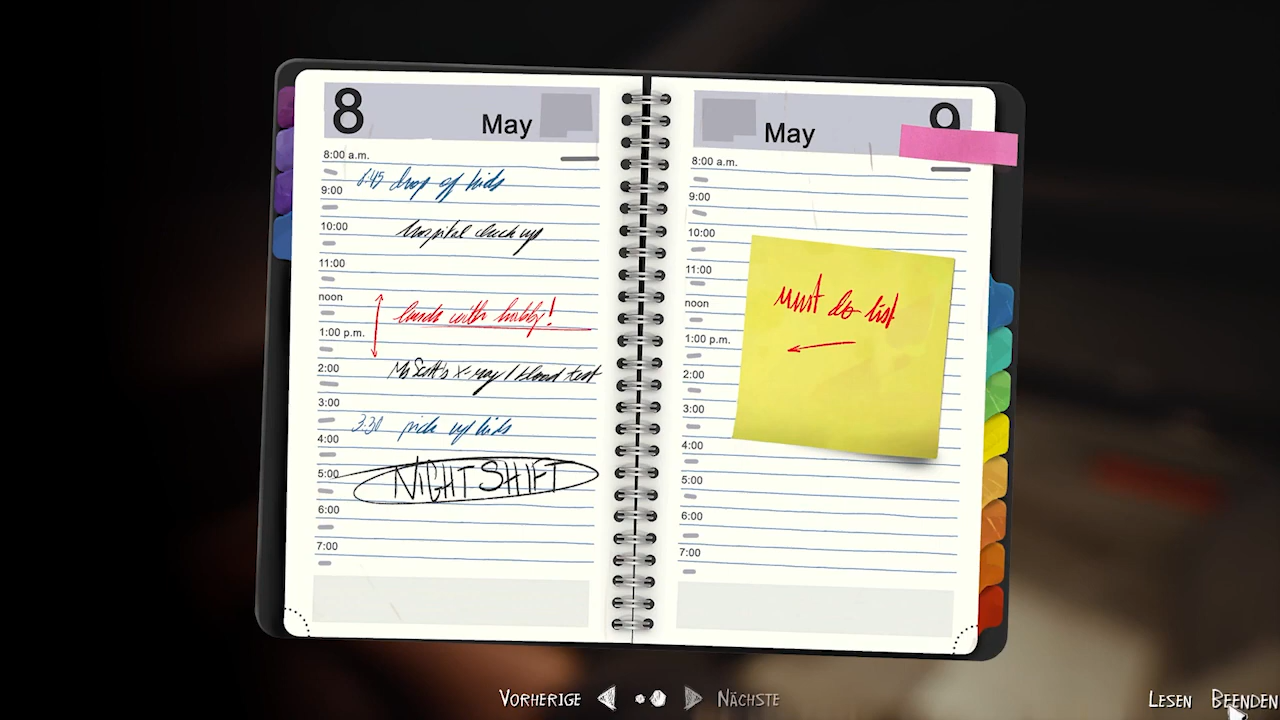 8
May
8:00 a.m.
8:45 drop of kids
9:00
10:00
hospital check up
11:00
noon
lunch with hubby!
1:00 p.m.
2:00
Mr Scott's X-ray / blood test
3:00
3:30 pick up kids
4:00
5:00
NIGHT SHIFT
6:00
7:00
May
9
8:00 a.m.
9:00
10:00
11:00
noon
1:00 p.m.
2:00
3:00
4:00
5:00
6:00
7:00
must do list
VORHERIGE
NÄCHSTE
LESEN
BEENDEN